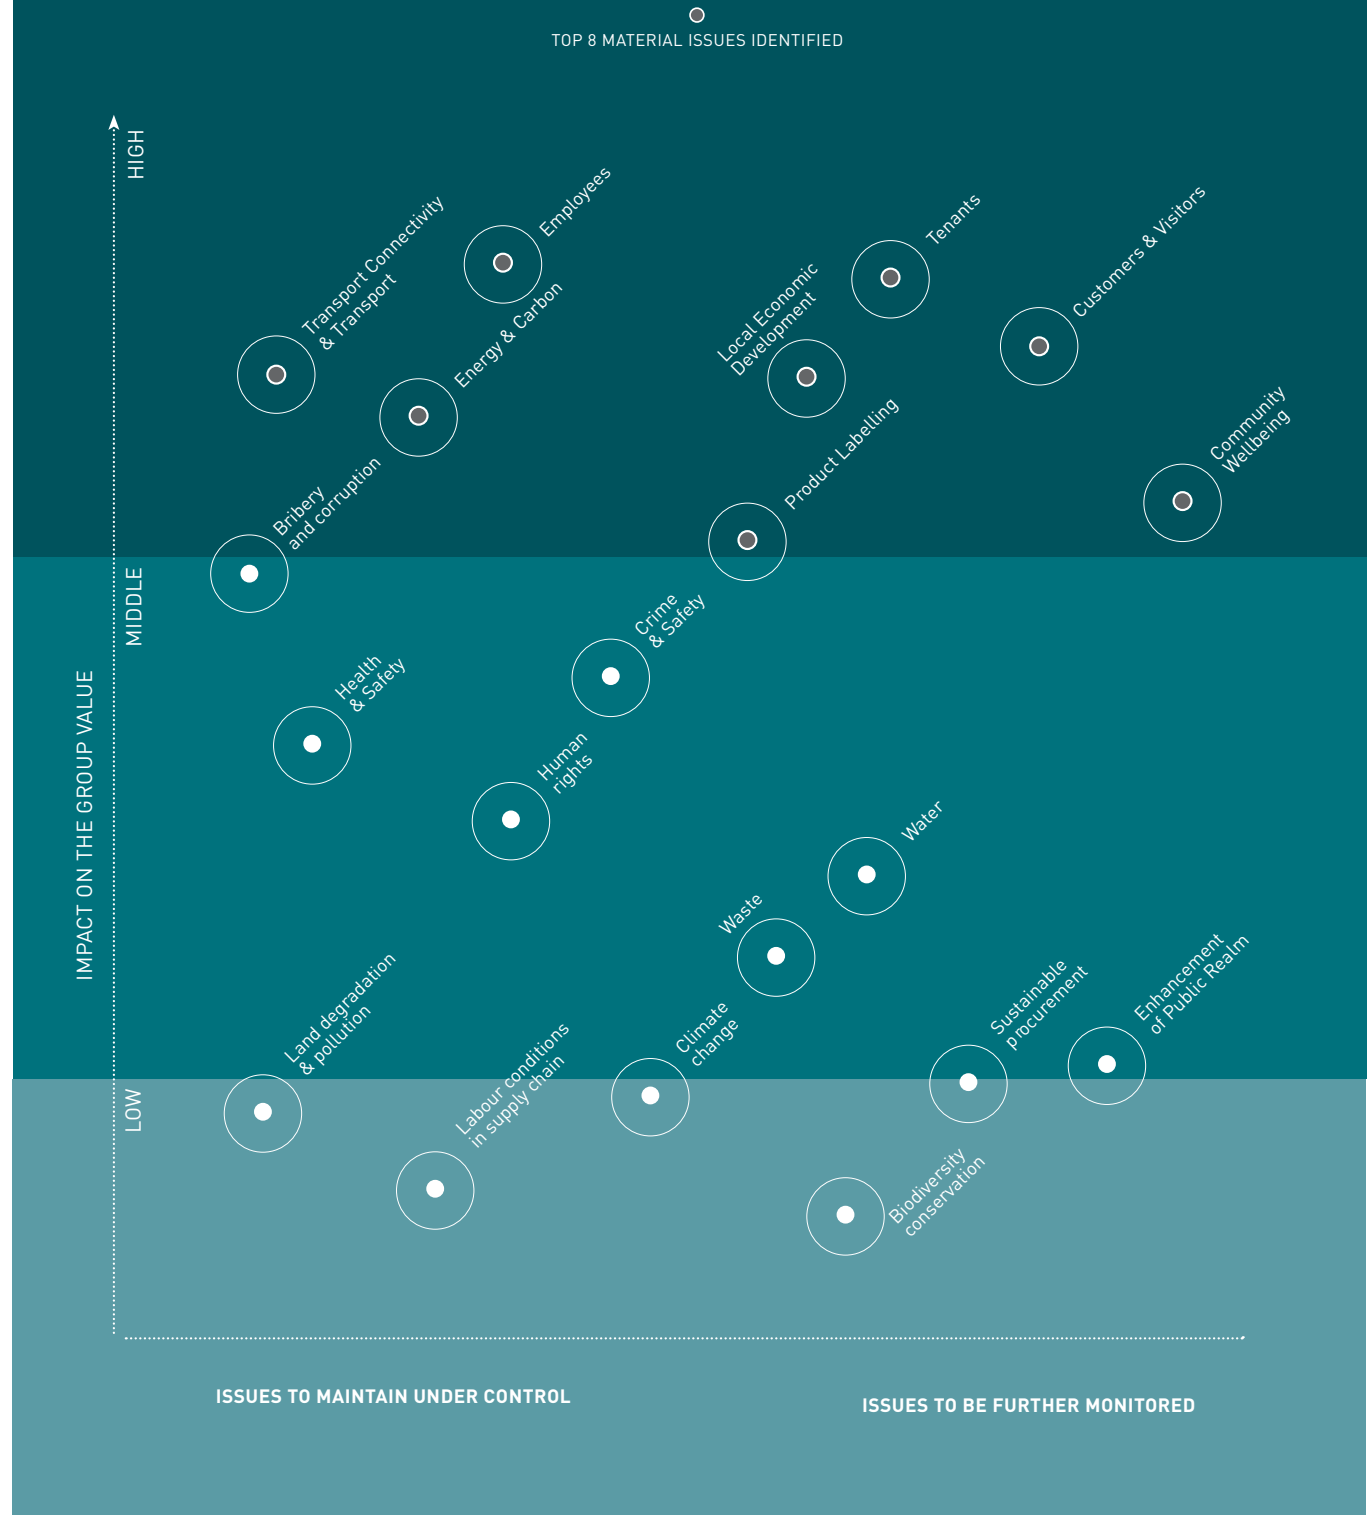 TOP 8 MATERIAL ISSUES IDENTIFIED
HIGH
MIDDLE
LOW
IMPACT ON THE GROUP VALUE
Transport Connectivity
& Transport
Employees
Energy & Carbon
Local Economic
Development
Tenants
Customers & Visitors
Community
Wellbeing
Product Labelling
Bribery
and corruption
Crime
& Safety
Health
& Safety
Human
rights
Water
Waste
Land degradation
& pollution
Labour conditions
in supply chain
Climate
change
Sustainable
procurement
Enhancement
of Public Realm
Biodiversity
conservation
ISSUES TO MAINTAIN UNDER CONTROL
ISSUES TO BE FURTHER MONITORED